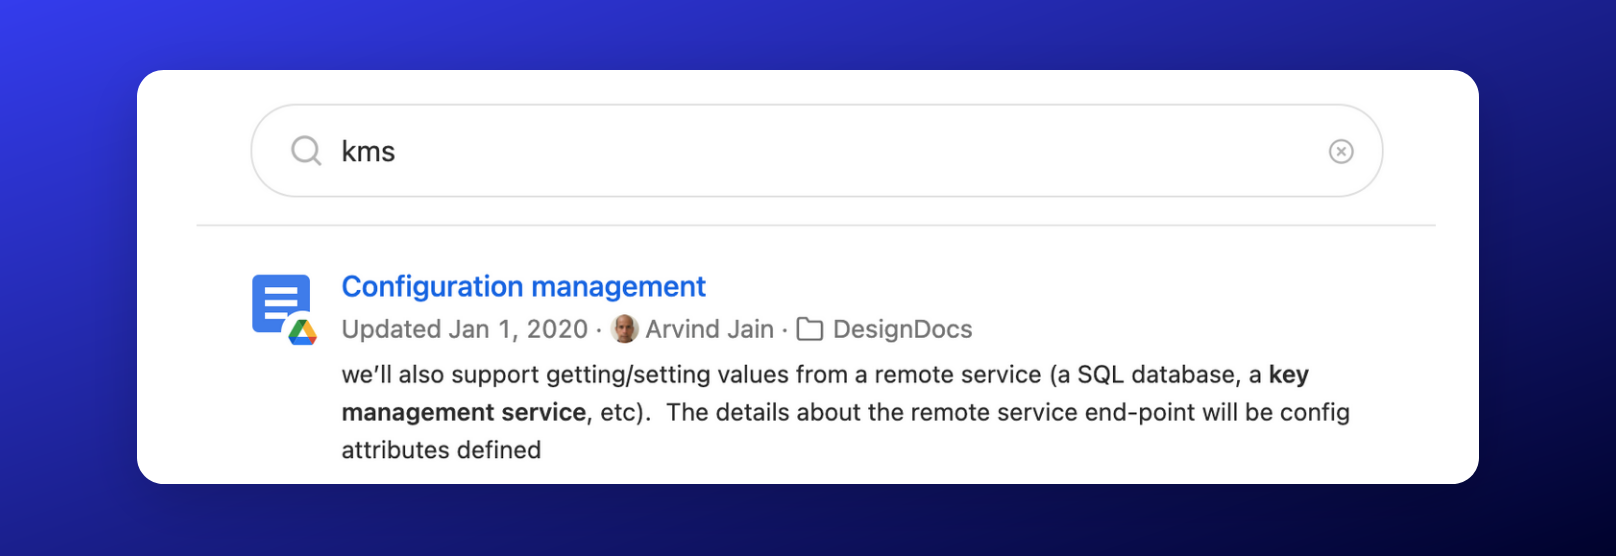 kms
Configuration management
Updated Jan 1, 2020 · Arvind Jain · DesignDocs
we’ll also support getting/setting values from a remote service (a SQL database, a key
management service, etc).  The details about the remote service end-point will be config
attributes defined